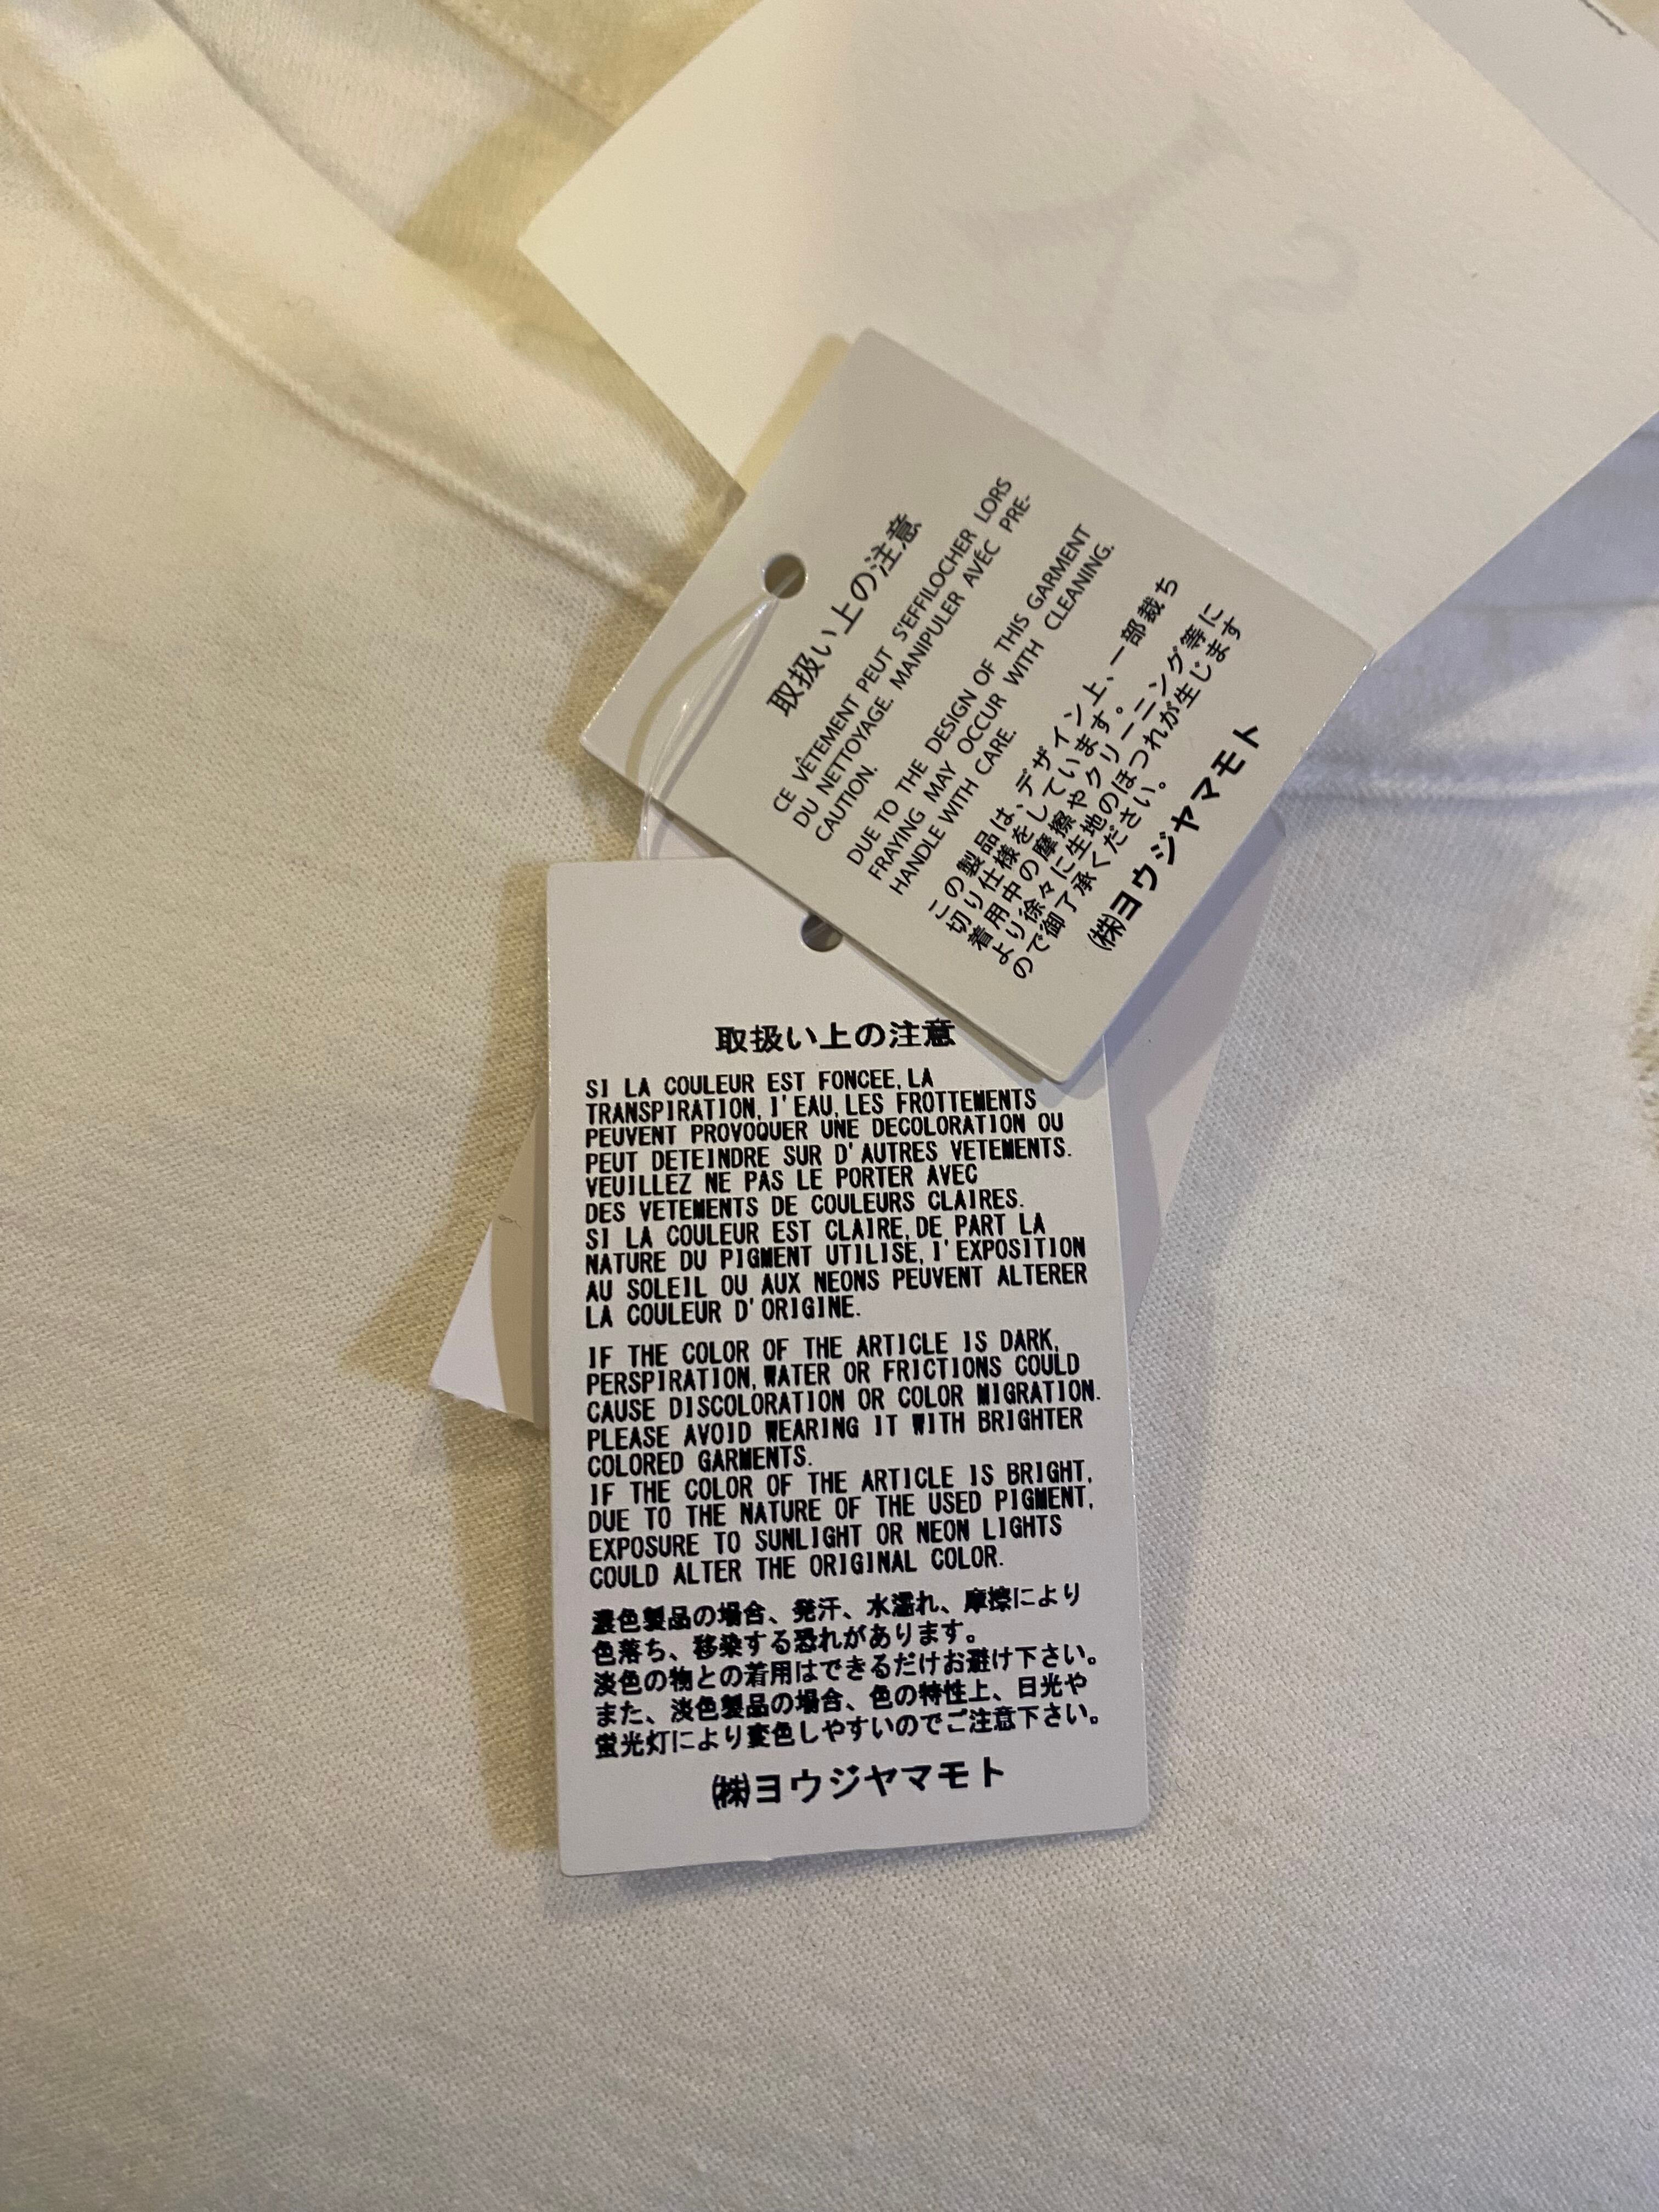 Y's
取扱い上の注意
CE VÊTEMENT PEUT S'EFFILOCHER LORS
DU NETTOYAGE. MANIPULER AVÉC PRE-
CAUTION.
DUE TO THE DESIGN OF THIS GARMENT
FRAYING MAY OCCUR WITH CLEANING.
HANDLE WITH CARE.
この製品は、デザイン上、一部裁ち
切り仕様をしています。
着用中の摩擦やクリーニング等に
より徐々に生地のほつれが生じます
ので御了承ください。
㈱ヨウジヤマモト
取扱い上の注意
SI LA COULEUR EST FONCEE, LA
TRANSPIRATION, I'EAU, LES FROTTEMENTS
PEUVENT PROVOQUER UNE DECOLORATION OU
PEUT DETEINDRE SUR D'AUTRES VETEMENTS.
VEUILLEZ NE PAS LE PORTER AVEC
DES VETEMENTS DE COULEURS CLAIRES.
SI LA COULEUR EST CLAIRE, DE PART LA
NATURE DU PIGMENT UTILISE, I'EXPOSITION
AU SOLEIL OU AUX NEONS PEUVENT ALTERER
LA COULEUR D'ORIGINE.
IF THE COLOR OF THE ARTICLE IS DARK,
PERSPIRATION, WATER OR FRICTIONS COULD
CAUSE DISCOLORATION OR COLOR MIGRATION.
PLEASE AVOID WEARING IT WITH BRIGHTER
COLORED GARMENTS.
IF THE COLOR OF THE ARTICLE IS BRIGHT,
DUE TO THE NATURE OF THE USED PIGMENT,
EXPOSURE TO SUNLIGHT OR NEON LIGHTS
COULD ALTER THE ORIGINAL COLOR.
濃色製品の場合、発汗、水濡れ、摩擦により
色落ち、移染する恐れがあります。
淡色の物との着用はできるだけお避け下さい。
また、淡色製品の場合、色の特性上、日光や
蛍光灯により変色しやすいのでご注意下さい。
㈱ヨウジヤマモト